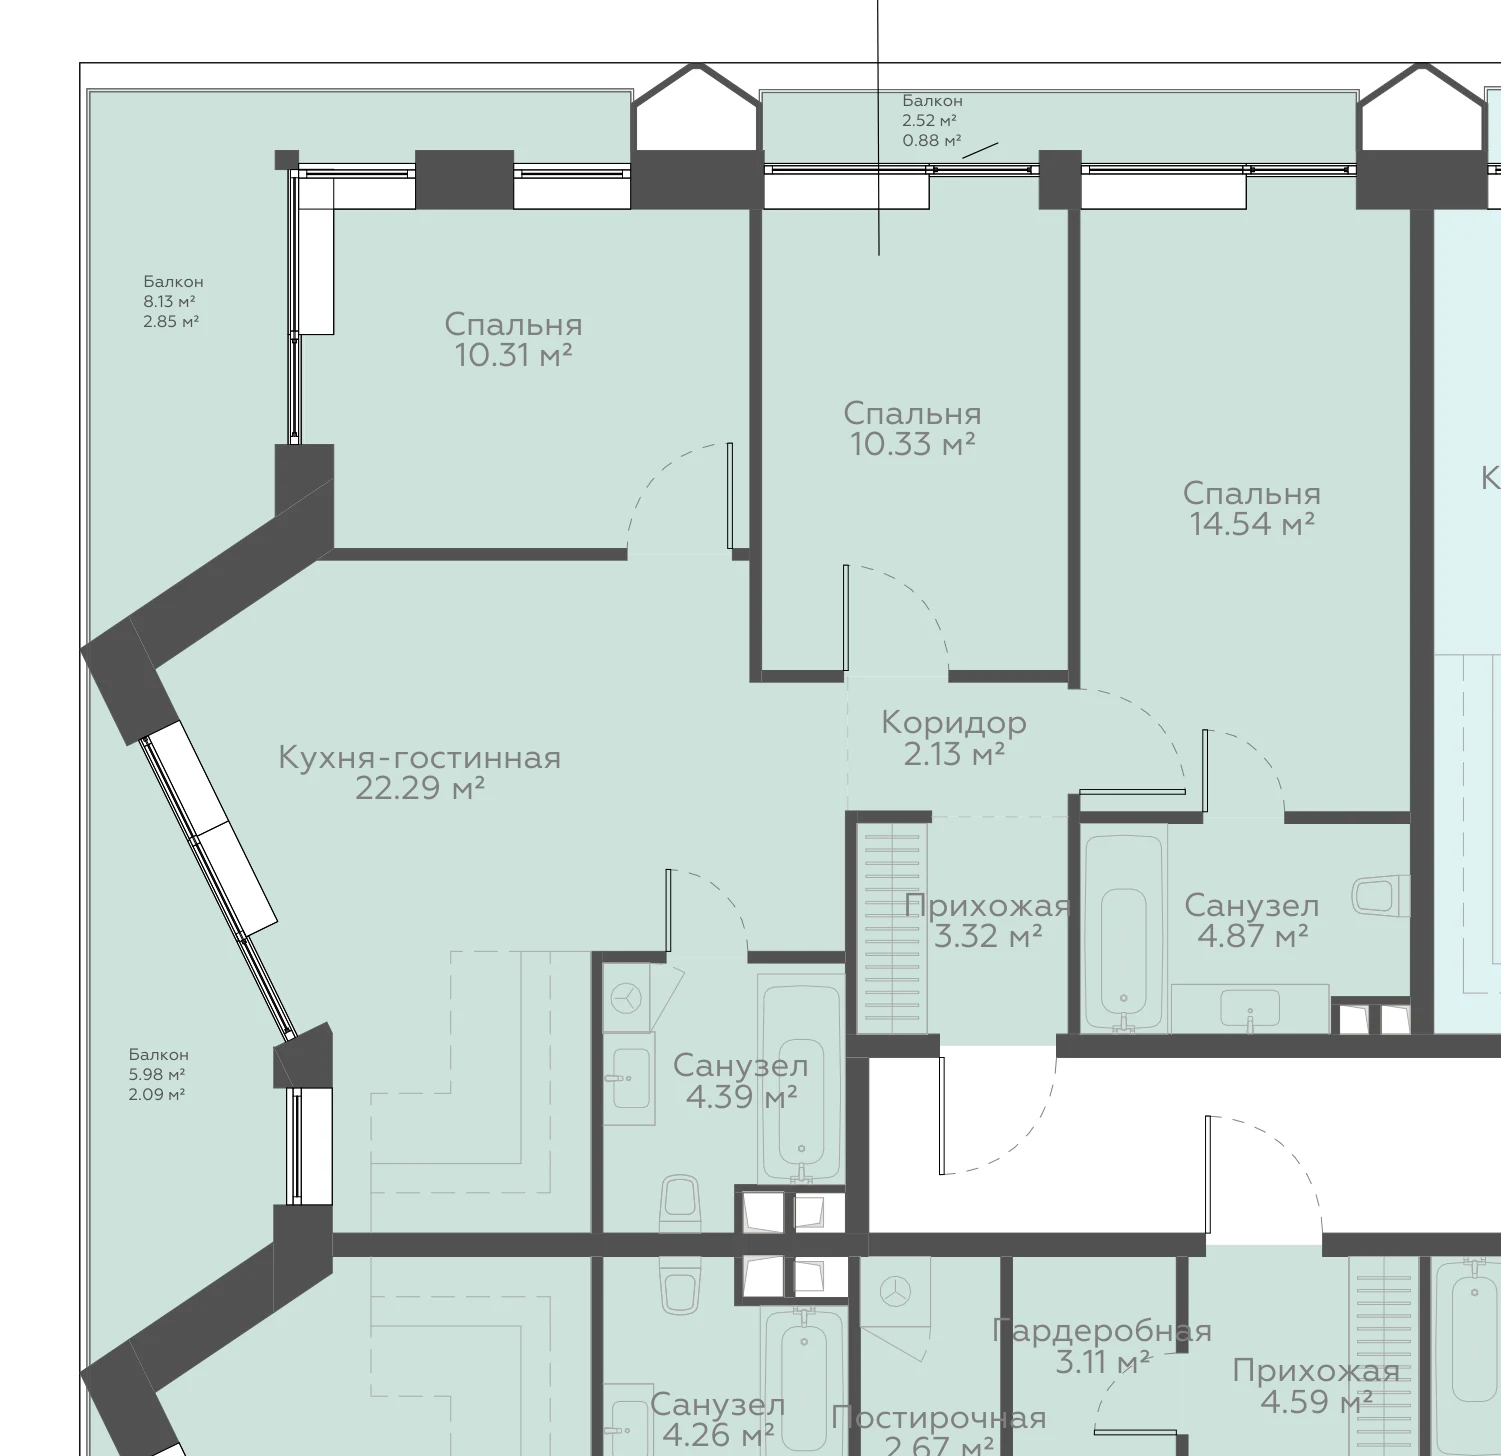 Балкон
2.52 м²
0.88 м²
Балкон
8.13 м²
2.85 м²
Спальня
10.31 м²
Спальня
10.33 м²
Спальня
14.54 м²
К
Кухня-гостинная
22.29 м²
Коридор
2.13 м²
Прихожая
3.32 м²
Санузел
4.87 м²
Балкон
5.98 м²
2.09 м²
Санузел
4.39 м²
Гардеробная
3.11 м²
Прихожая
4.59 м²
Санузел
4.26 м²
Постирочная
2.67 м²